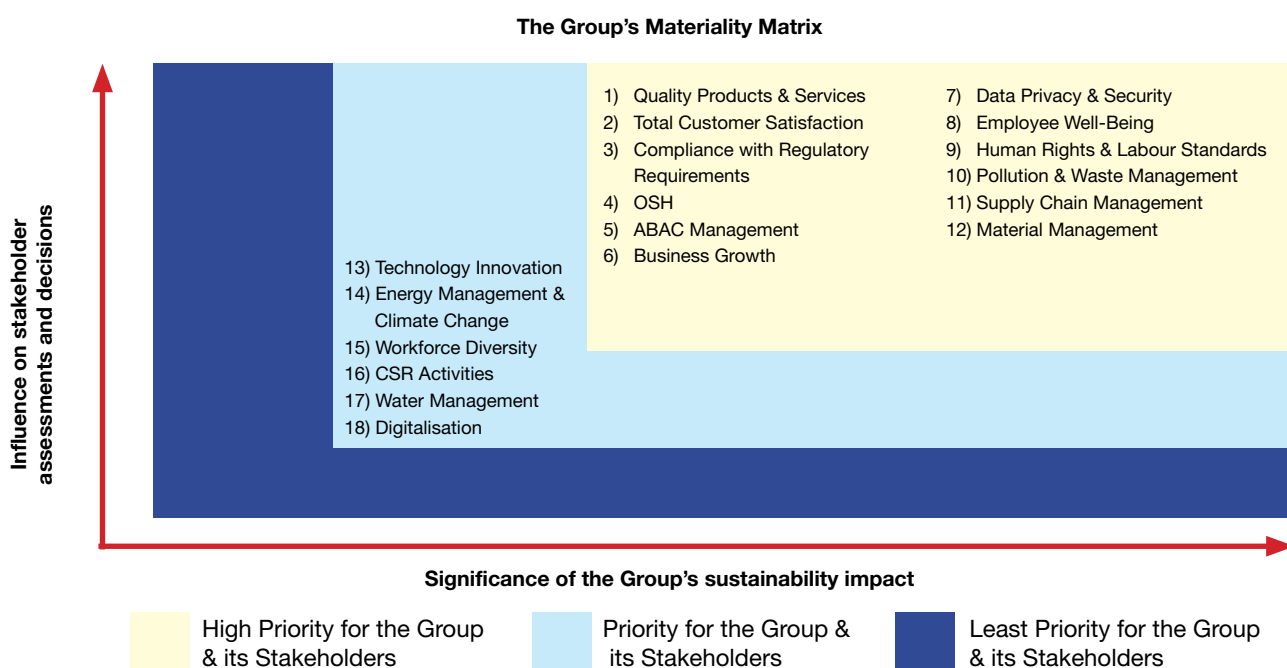 The Group’s Materiality Matrix
Influence on stakeholder
assessments and decisions
1) Quality Products & Services
2) Total Customer Satisfaction
3) Compliance with Regulatory
Requirements
4) OSH
5) ABAC Management
6) Business Growth
7) Data Privacy & Security
8) Employee Well-Being
9) Human Rights & Labour Standards
10) Pollution & Waste Management
11) Supply Chain Management
12) Material Management
13) Technology Innovation
14) Energy Management &
Climate Change
15) Workforce Diversity
16) CSR Activities
17) Water Management
18) Digitalisation
Significance of the Group’s sustainability impact
High Priority for the Group
& its Stakeholders
Priority for the Group &
its Stakeholders
Least Priority for the Group
& its Stakeholders